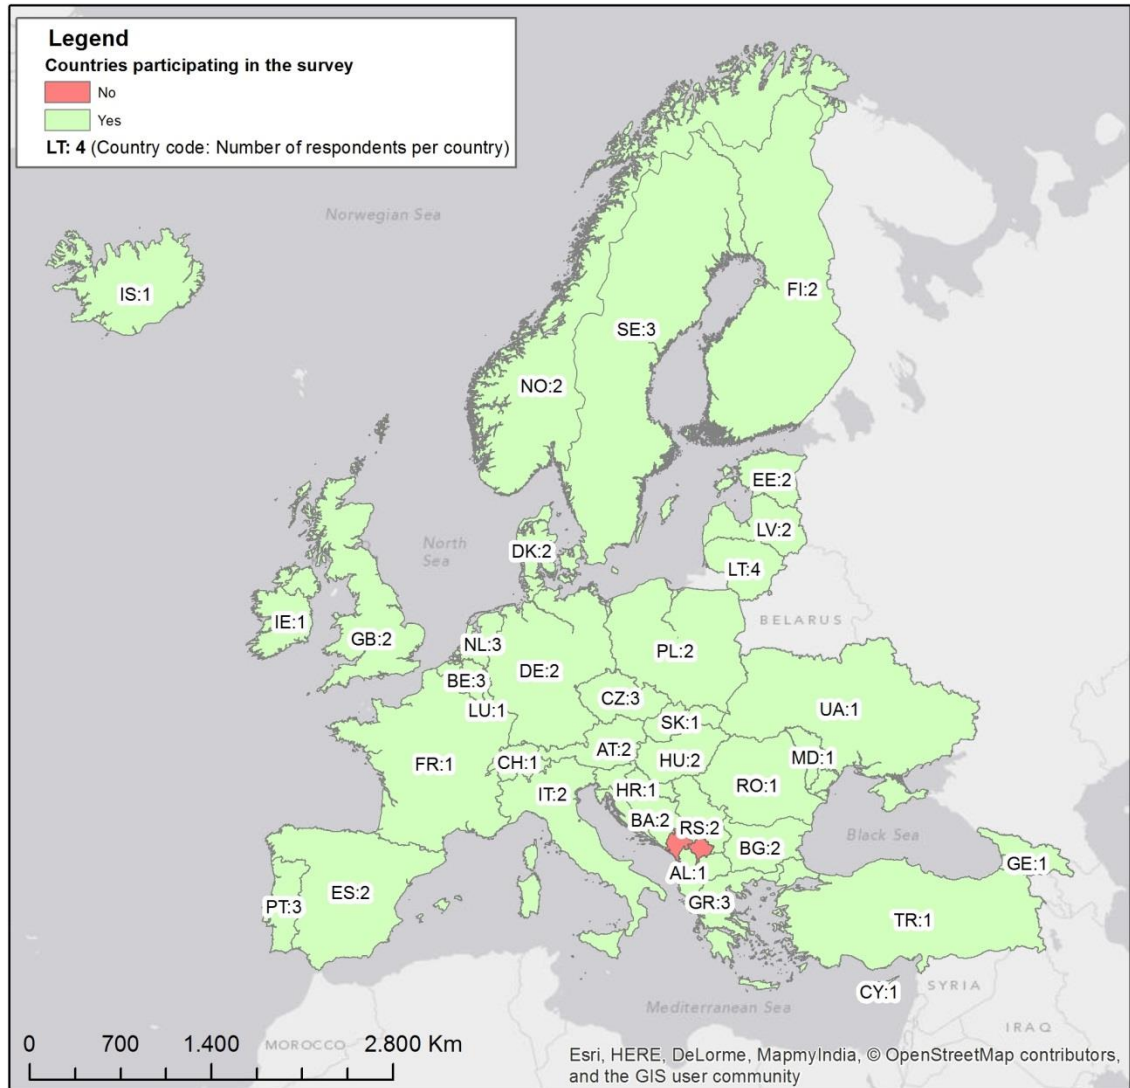 Legend
Countries participating in the survey
No
Yes
LT: 4 (Country code: Number of respondents per country)
Norwegian Sea
IS:1
FI:2
SE:3
NO:2
EE:2
LV:2
North
Sea
DK:2
LT:4
IE:1
BELARUS
GB:2
NL:3
PL:2
DE:2
BE:3
CZ:3
LU:1
UA:1
SK:1
AT:2
FR:1
CH:1
HU:2
MD:1
RO:1
IT:2
HR:1
BA:2
RS:2
Black Sea
BG:2
AL:1
GE:1
ES:2
PT:3
GR:3
TR:1
CY:1
SYRIA
Mediterranean Sea
IRAQ
0 700 1.400 2.800 Km
MOROCCO
Esri, HERE, DeLorme, MapmyIndia, © OpenStreetMap contributors,
and the GIS user community